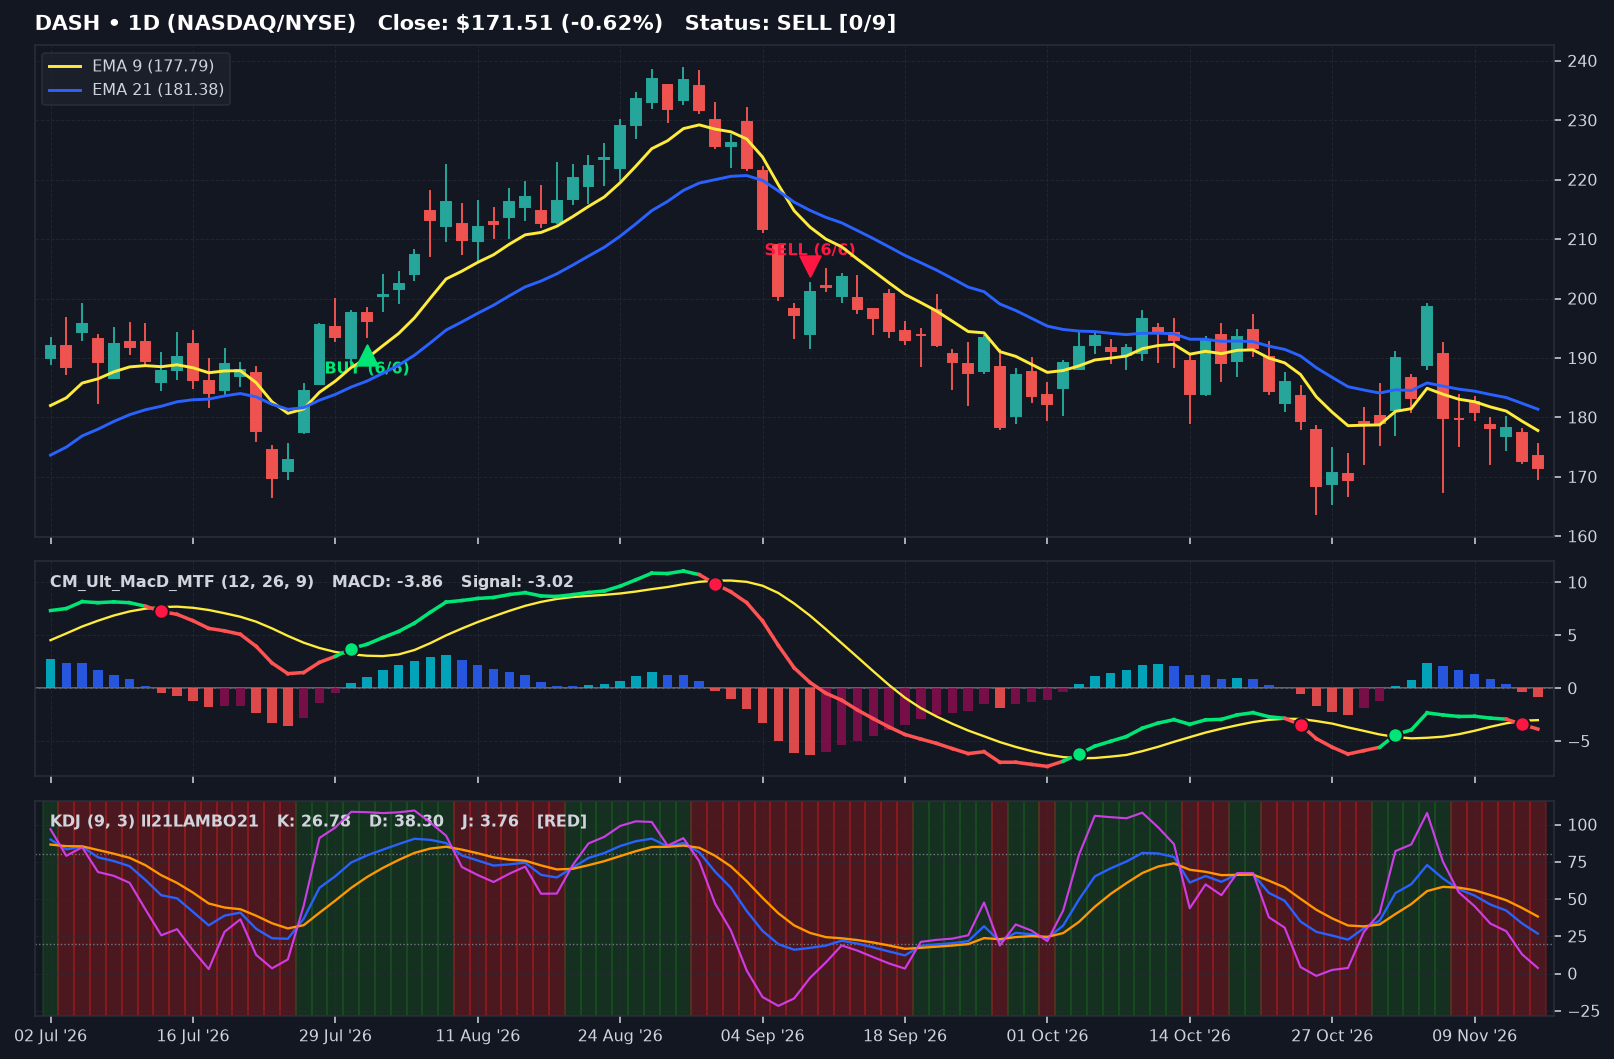 DASH • 1D (NASDAQ/NYSE)   Close: $171.51 (-0.62%)   Status: SELL [0/9]
EMA 9 (177.79)
EMA 21 (181.38)
240
230
220
210
200
190
180
170
160
SELL (6/6)
BUY (6/6)
CM_Ult_MacD_MTF (12, 26, 9)   MACD: -3.86   Signal: -3.02
10
5
0
−5
KDJ (9, 3) II21LAMBO21   K: 26.78   D: 38.30   J: 3.76   [RED]
100
75
50
25
0
−25
02 Jul '26
16 Jul '26
29 Jul '26
11 Aug '26
24 Aug '26
04 Sep '26
18 Sep '26
01 Oct '26
14 Oct '26
27 Oct '26
09 Nov '26